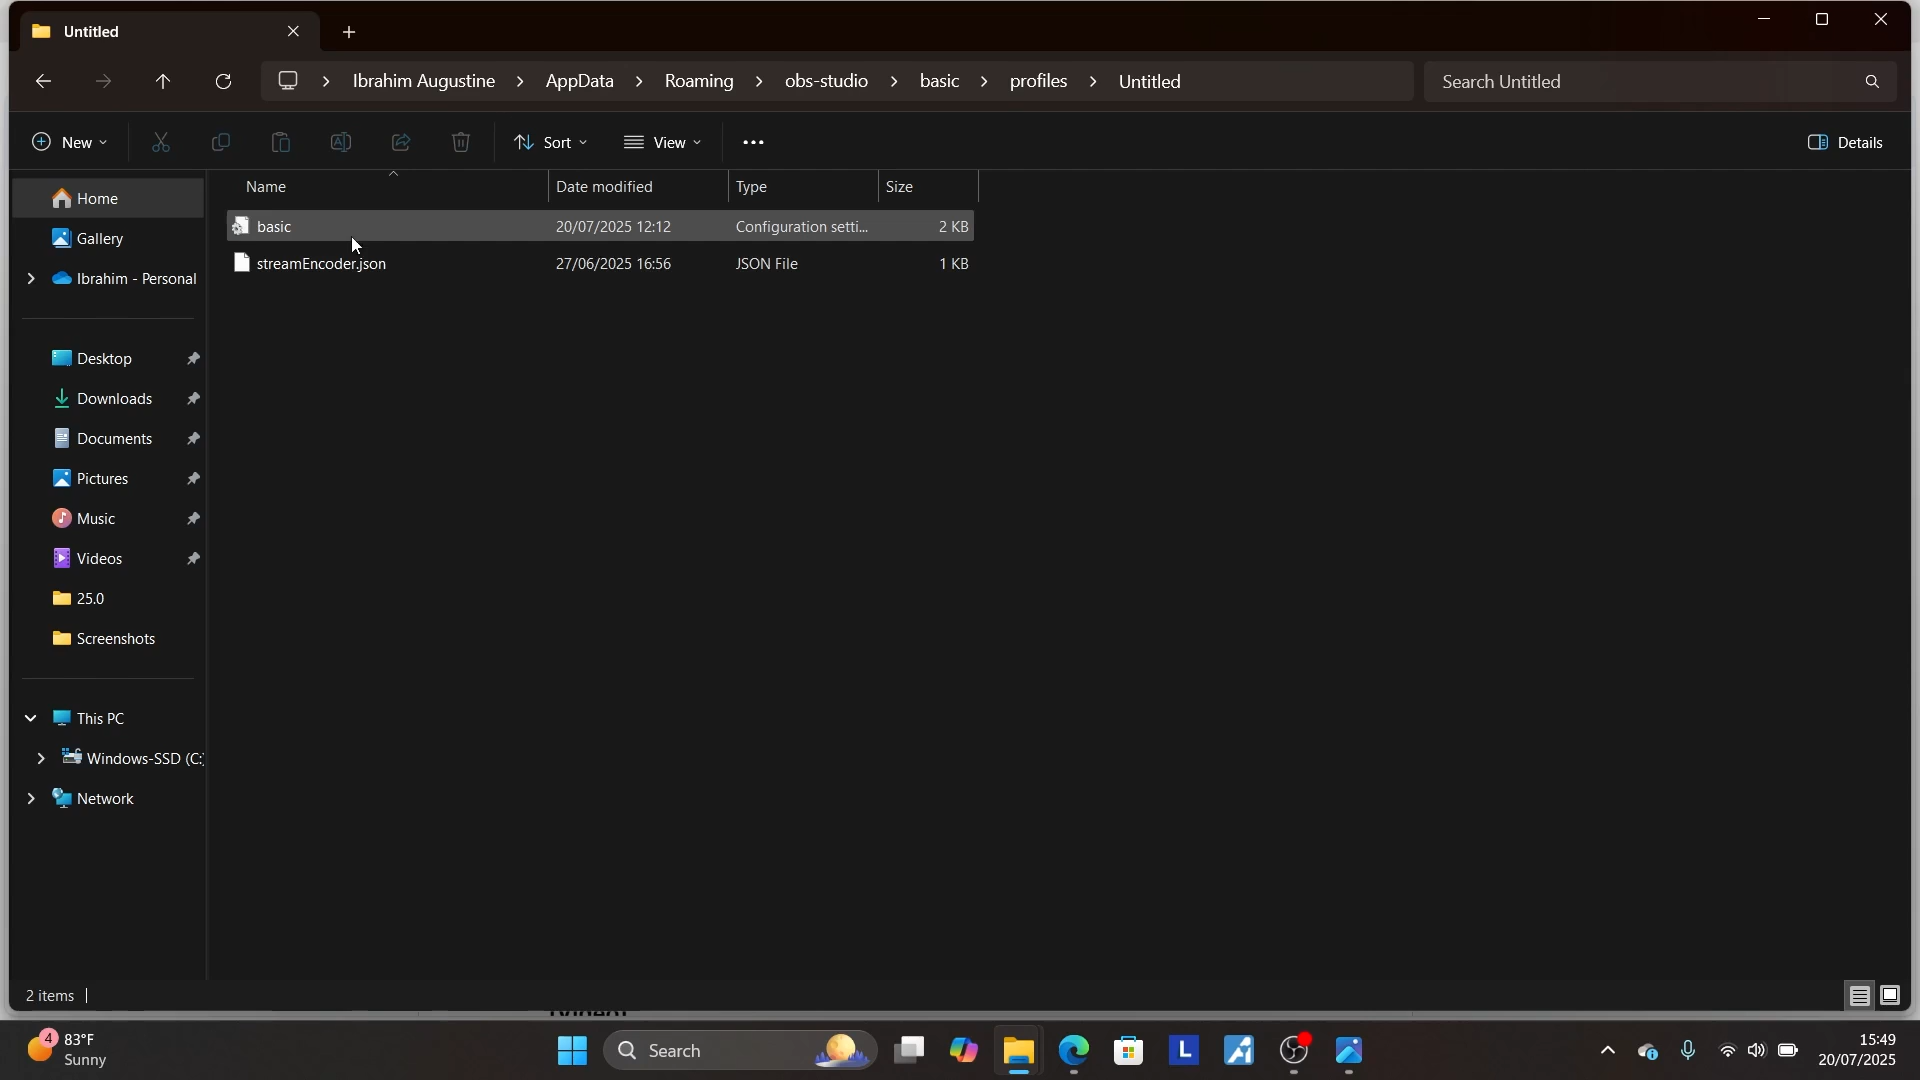 Untitled
Ibrahim Augustine > AppData > Roaming > obs-studio > basic > profiles > Untitled
Search Untitled
New
Sort
View
Details
Name Date modified Type Size
basic 20/07/2025 12:12 Configuration setti... 2 KB
streamEncoder.json 27/06/2025 16:56 JSON File 1 KB
Home
Gallery
Ibrahim - Personal
Desktop
Downloads
Documents
Pictures
Music
Videos
25.0
Screenshots
This PC
Windows-SSD (C:)
Network
2 items
4
83°F
Sunny
Search
L
15:49
20/07/2025